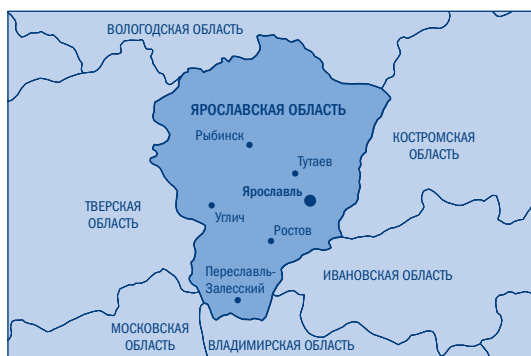 ВОЛОГОДСКАЯ ОБЛАСТЬ
ЯРОСЛАВСКАЯ ОБЛАСТЬ
Рыбинск
КОСТРОМСКАЯ
ОБЛАСТЬ
Тутаев
Ярославль
ТВЕРСКАЯ
ОБЛАСТЬ
Углич
Ростов
Переславль-
Залесский
ИВАНОВСКАЯ ОБЛАСТЬ
МОСКОВСКАЯ
ОБЛАСТЬ
ВЛАДИМИРСКАЯ ОБЛАСТЬ